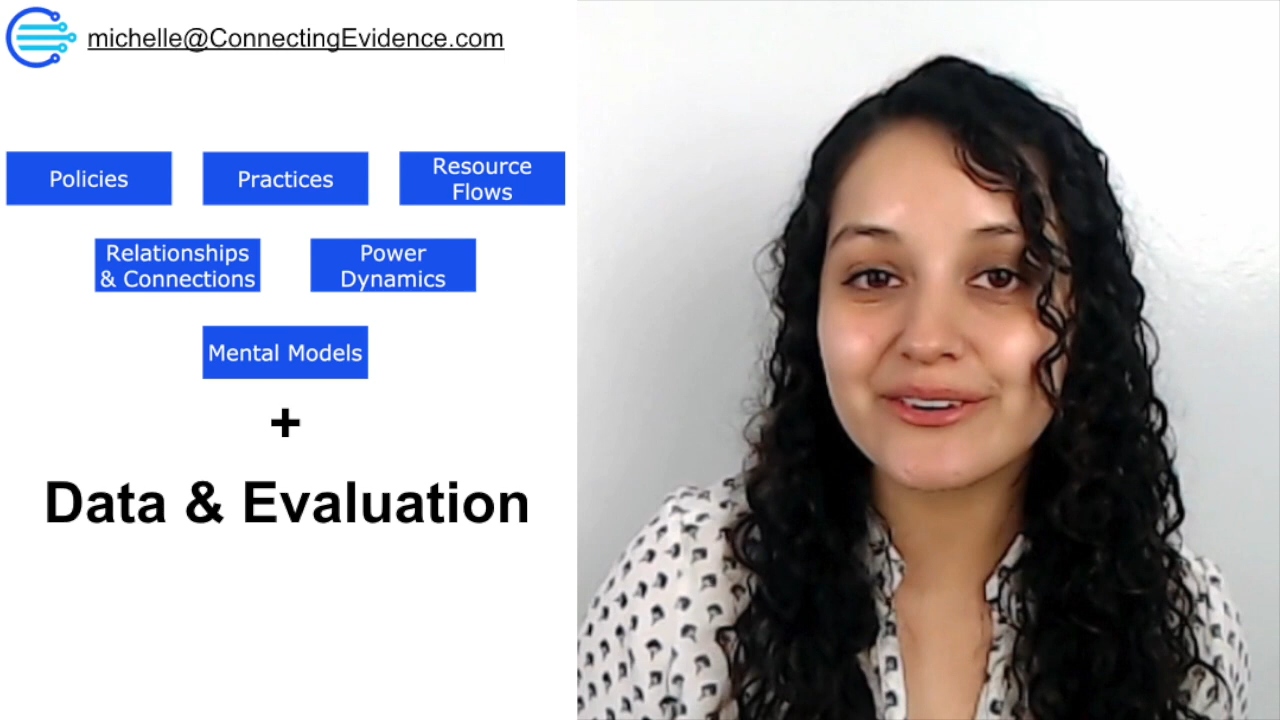 michelle@ConnectingEvidence.com
Policies
Practices
Resource
Flows
Relationships
& Connections
Power
Dynamics
Mental Models
+
Data & Evaluation